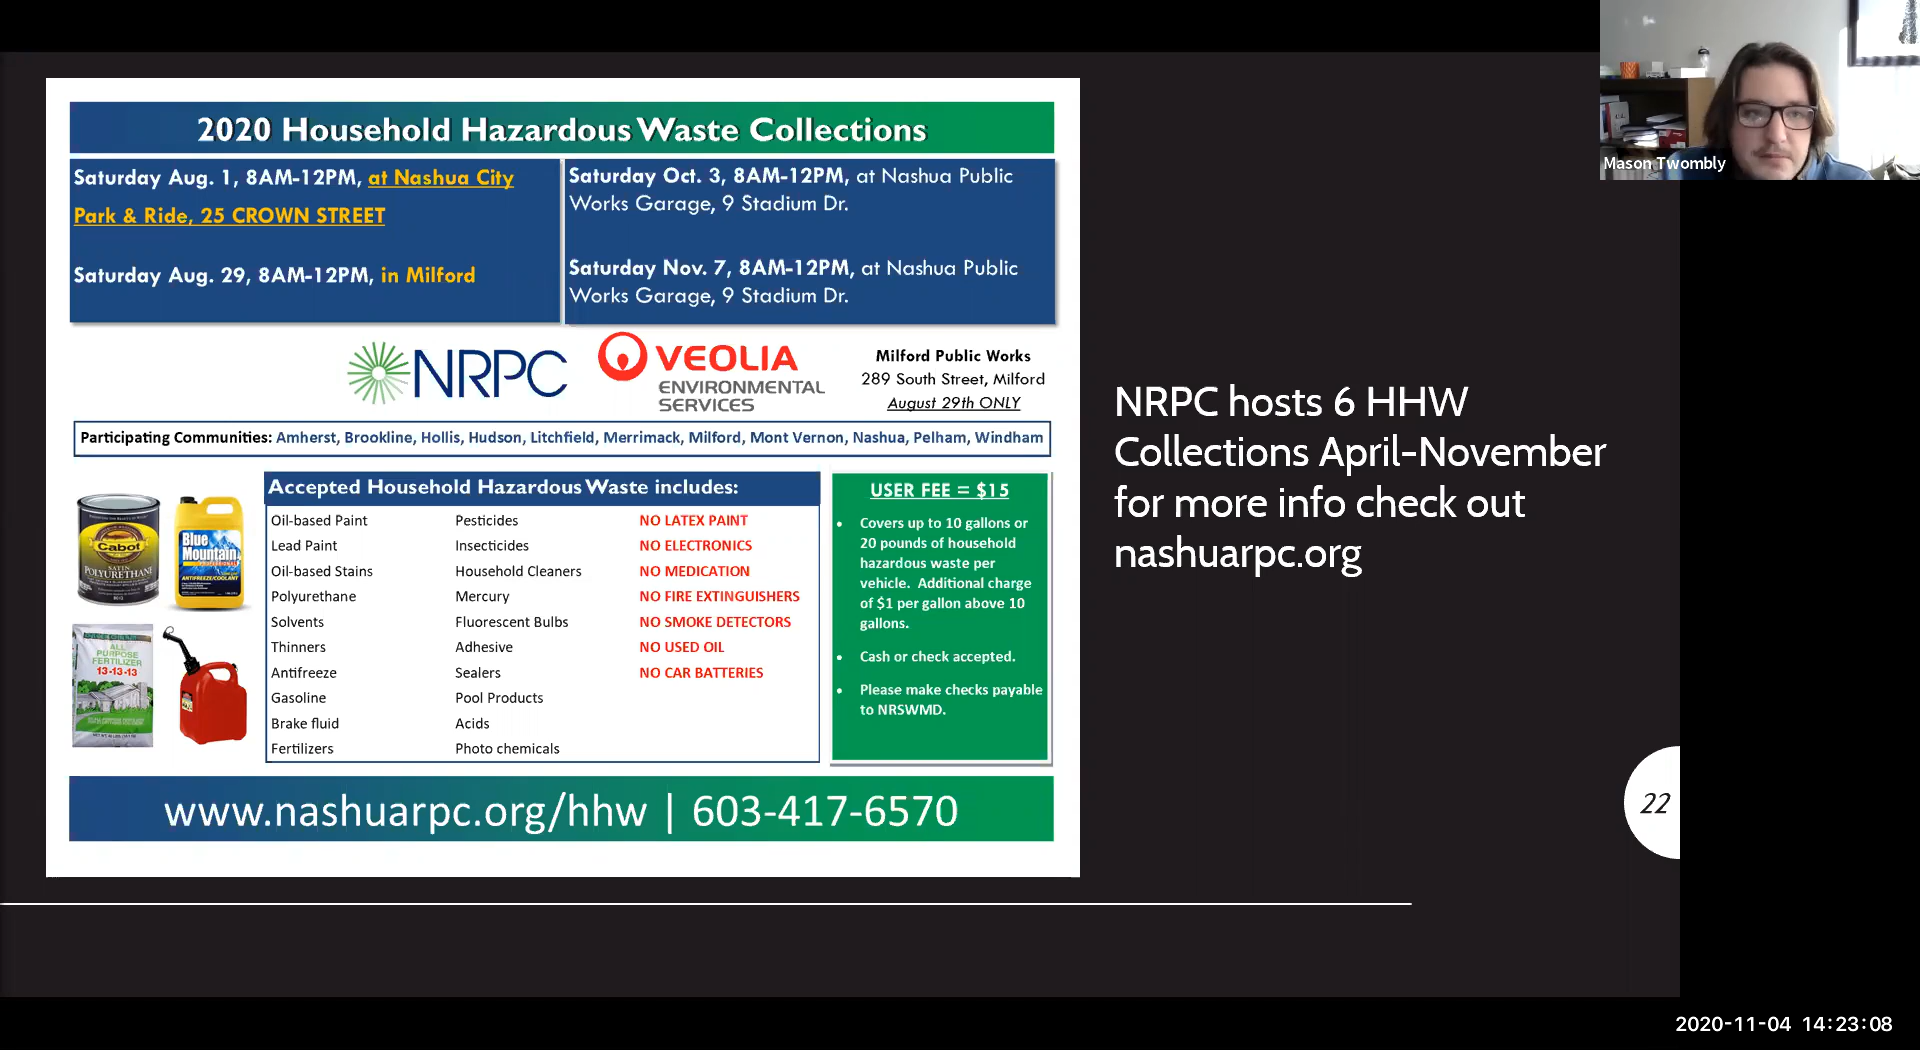 2020 Household Hazardous Waste Collections
Saturday Aug. 1, 8AM-12PM, at Nashua City
Park & Ride, 25 CROWN STREET
Saturday Aug. 29, 8AM-12PM, in Milford
Saturday Oct. 3, 8AM-12PM, at Nashua Public
Works Garage, 9 Stadium Dr.
Saturday Nov. 7, 8AM-12PM, at Nashua Public
Works Garage, 9 Stadium Dr.
NRPC
VEOLIA
ENVIRONMENTAL
SERVICES
Milford Public Works
289 South Street, Milford
August 29th ONLY
Participating Communities: Amherst, Brookline, Hollis, Hudson, Litchfield, Merrimack, Milford, Mont Vernon, Nashua, Pelham, Windham
Cabot
SATIN
POLYURETHANE
Blue
Mountain
ANTIFREEZE/COOLANT
ALL
PURPOSE
FERTILIZER
13-13-13
Accepted Household Hazardous Waste includes:
Oil-based Paint
Lead Paint
Oil-based Stains
Polyurethane
Solvents
Thinners
Antifreeze
Gasoline
Brake fluid
Fertilizers
Pesticides
Insecticides
Household Cleaners
Mercury
Fluorescent Bulbs
Adhesive
Sealers
Pool Products
Acids
Photo chemicals
NO LATEX PAINT
NO ELECTRONICS
NO MEDICATION
NO FIRE EXTINGUISHERS
NO SMOKE DETECTORS
NO USED OIL
NO CAR BATTERIES
USER FEE = $15
• Covers up to 10 gallons or
20 pounds of household
hazardous waste per
vehicle. Additional charge
of $1 per gallon above 10
gallons.
• Cash or check accepted.
• Please make checks payable
to NRSWMD.
www.nashuarpc.org/hhw | 603-417-6570
NRPC hosts 6 HHW
Collections April-November
for more info check out
nashuarpc.org
22
Mason Twombly
2020-11-04 14:23:08